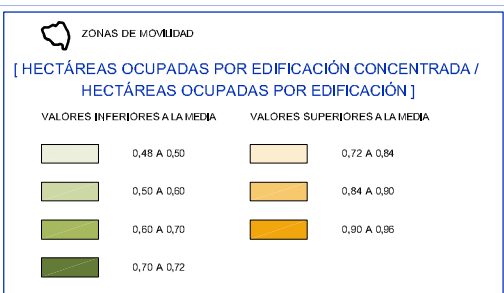 ZONAS DE MOVILIDAD
[ HECTÁREAS OCUPADAS POR EDIFICACIÓN CONCENTRADA /
HECTÁREAS OCUPADAS POR EDIFICACIÓN ]
VALORES INFERIORES A LA MEDIA VALORES SUPERIORES A LA MEDIA
0,48 A 0,50 0,72 A 0,84
0,50 A 0,60 0,84 A 0,90
0,60 A 0,70 0,90 A 0,96
0,70 A 0,72